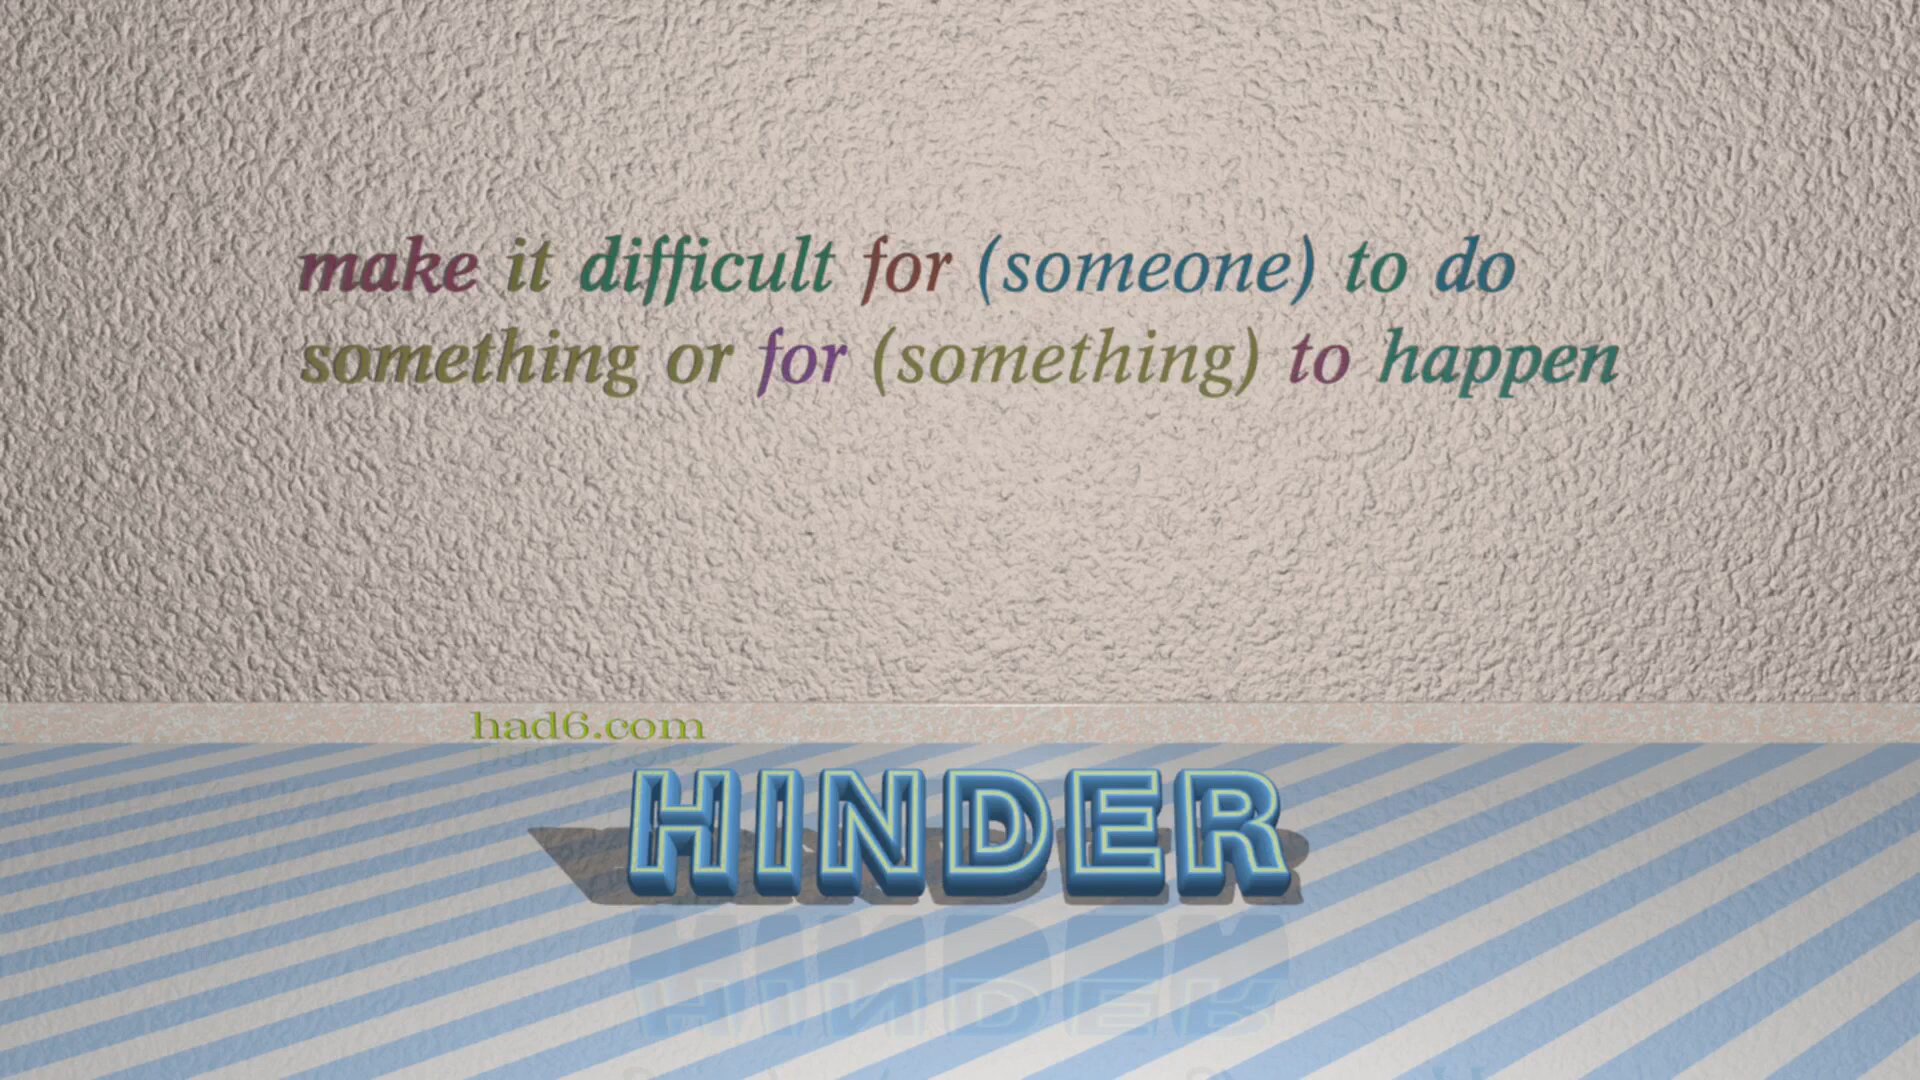 make it difficult for (someone) to do
something or for (something) to happen
had6.com
HINDER